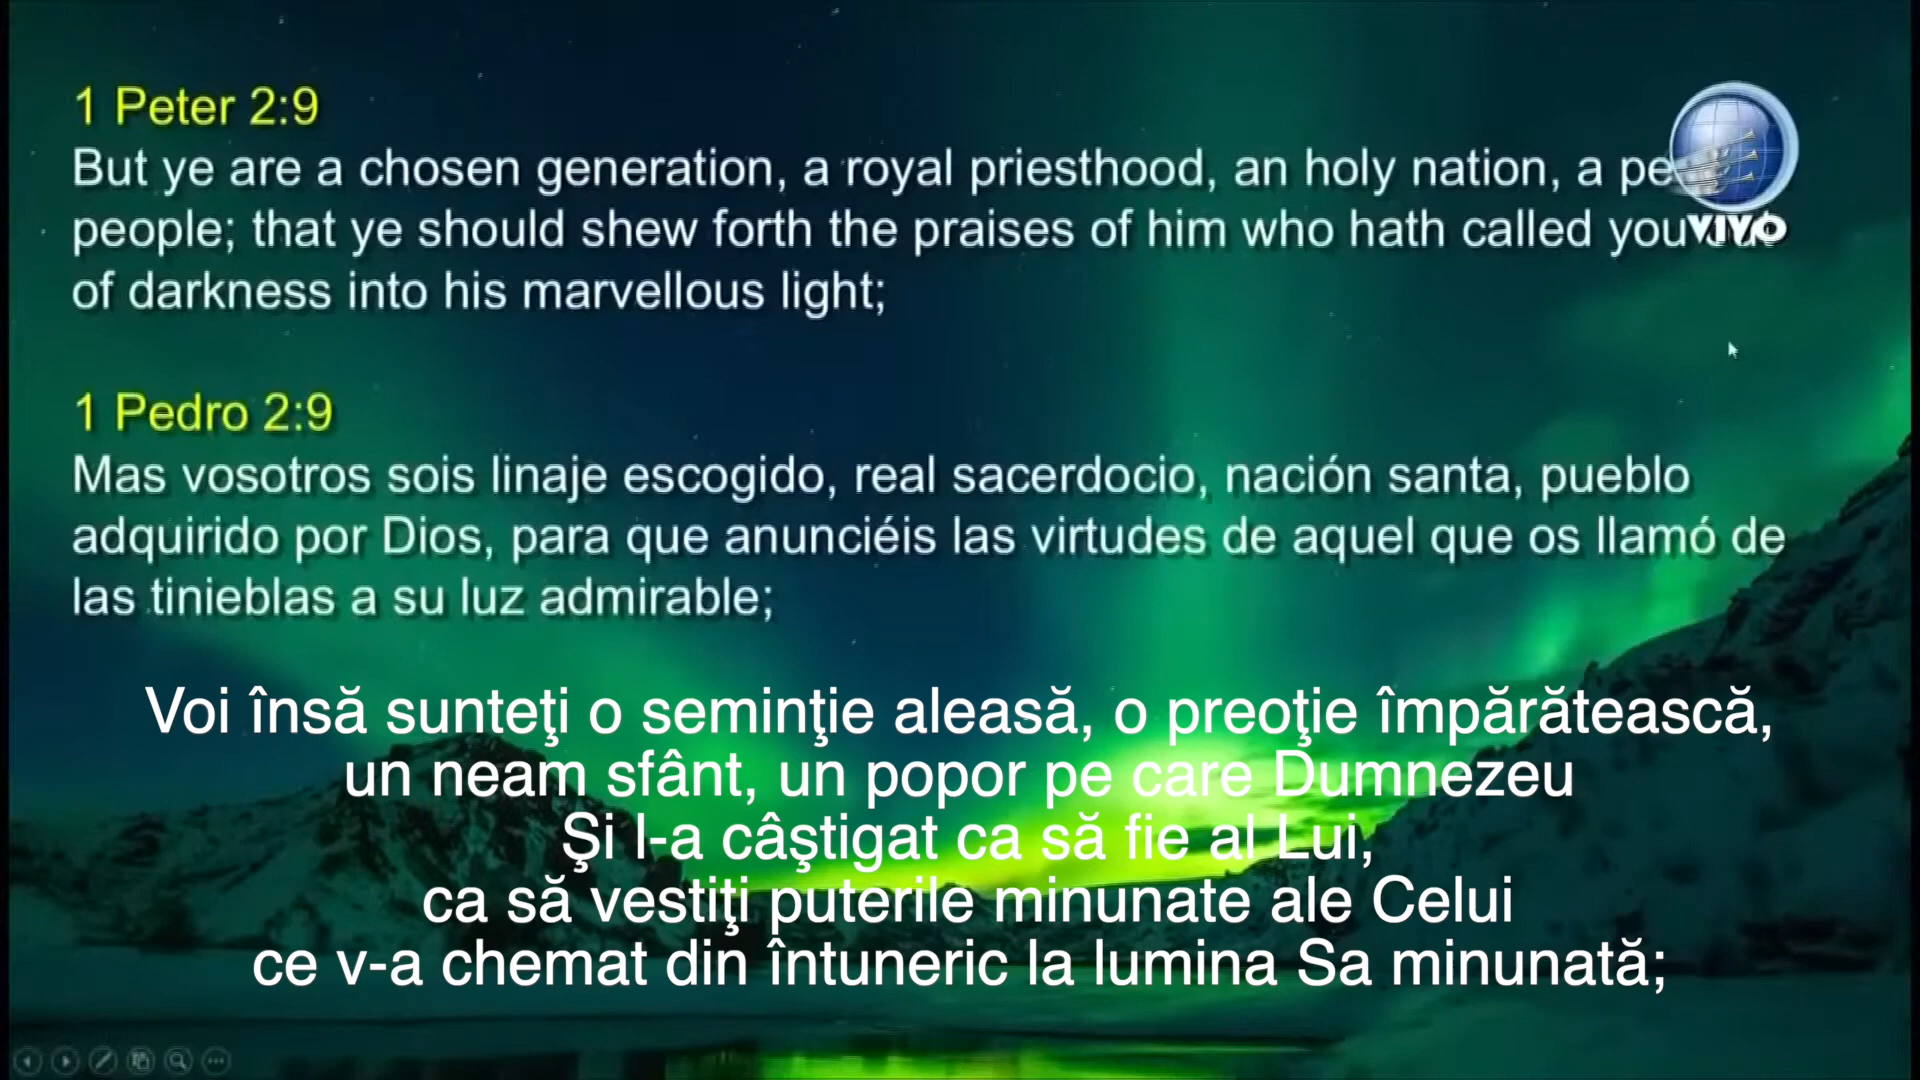 1 Peter 2:9
But ye are a chosen generation, a royal priesthood, an holy nation, a
people; that ye should shew forth the praises of him who hath called you
of darkness into his marvellous light;
VIVO
1 Pedro 2:9
Mas vosotros sois linaje escogido, real sacerdocio, nación santa, pueblo
adquirido por Dios, para que anunciéis las virtudes de aquel que os llamó de
las tinieblas a su luz admirable;
Voi însă sunteţi o seminţie aleasă, o preoţie împărătească,
un neam sfânt, un popor pe care Dumnezeu
Şi l-a câştigat ca să fie al Lui,
ca să vestiţi puterile minunate ale Celui
ce v-a chemat din întuneric la lumina Sa minunată;